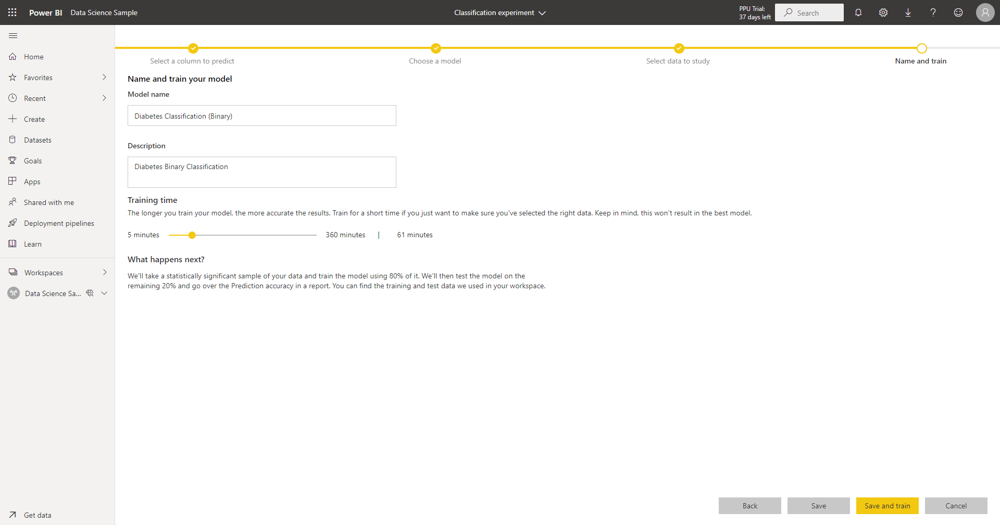 Power BI Data Science Sample Classification experiment PPU Trial: 37 days left Search
Home
Favorites
Recent
Create
Datasets
Goals
Apps
Shared with me
Deployment pipelines
Learn
Workspaces
Data Science Sa...
Get data
Select a column to predict Choose a model Select data to study Name and train
Name and train your model
Model name
Diabetes Classification (Binary)
Description
Diabetes Binary Classification
Training time
The longer you train your model, the more accurate the results. Train for a short time if you just want to make sure you've selected the right data. Keep in mind, this won't result in the best model.
5 minutes 360 minutes | 61 minutes
What happens next?
We'll take a statistically significant sample of your data and train the model using 80% of it. We'll then test the model on the
remaining 20% and go over the Prediction accuracy in a report. You can find the training and test data we used in your workspace.
Back Save Save and train Cancel